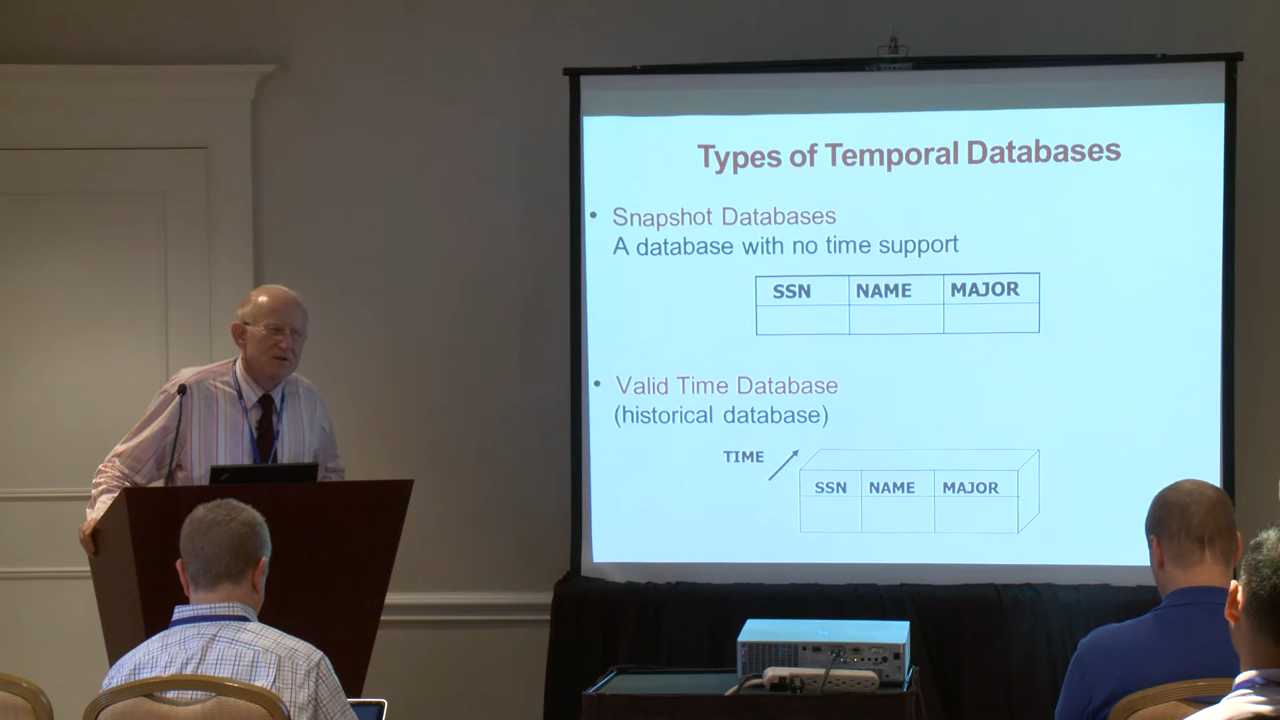 Types of Temporal Databases
• Snapshot Databases
A database with no time support
SSN NAME MAJOR
• Valid Time Database
(historical database)
TIME
SSN NAME MAJOR